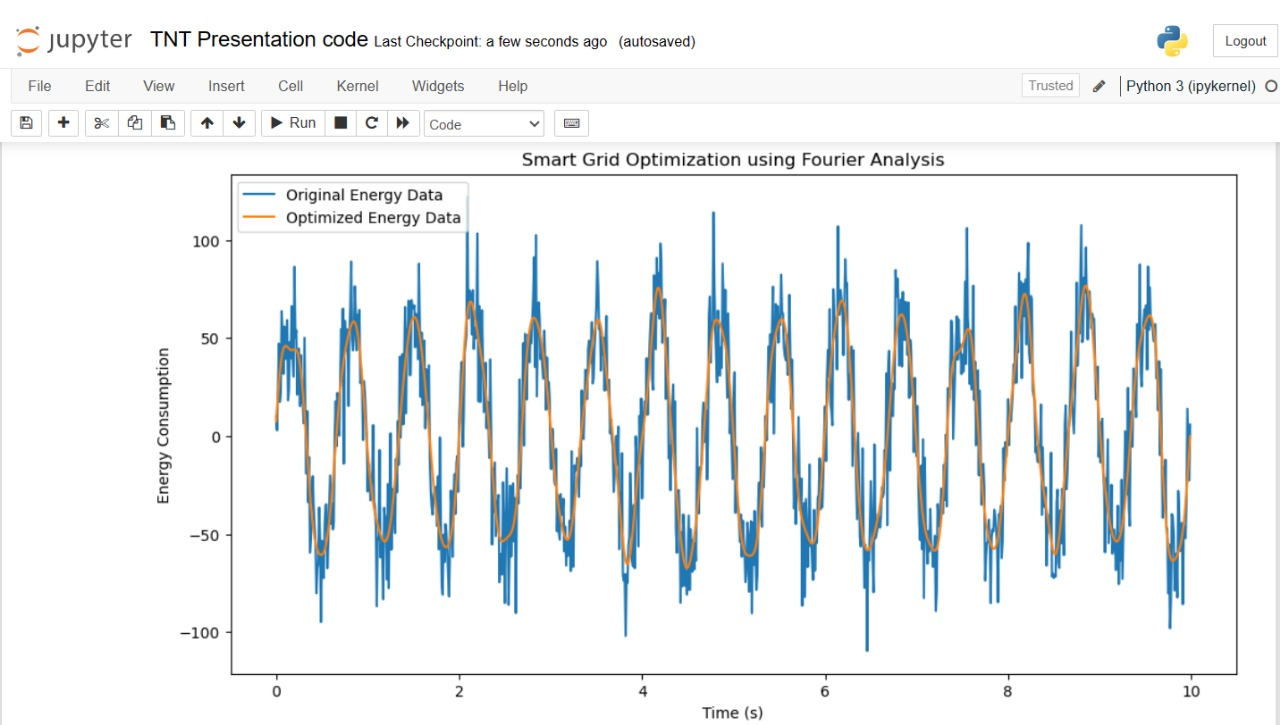 jupyter TNT Presentation code Last Checkpoint: a few seconds ago (autosaved) Logout
File Edit View Insert Cell Kernel Widgets Help Trusted Python 3 (ipykernel)
Run Code
Smart Grid Optimization using Fourier Analysis
Original Energy Data
Optimized Energy Data
100
50
0
−50
−100
Energy Consumption
0 2 4 6 8 10
Time (s)